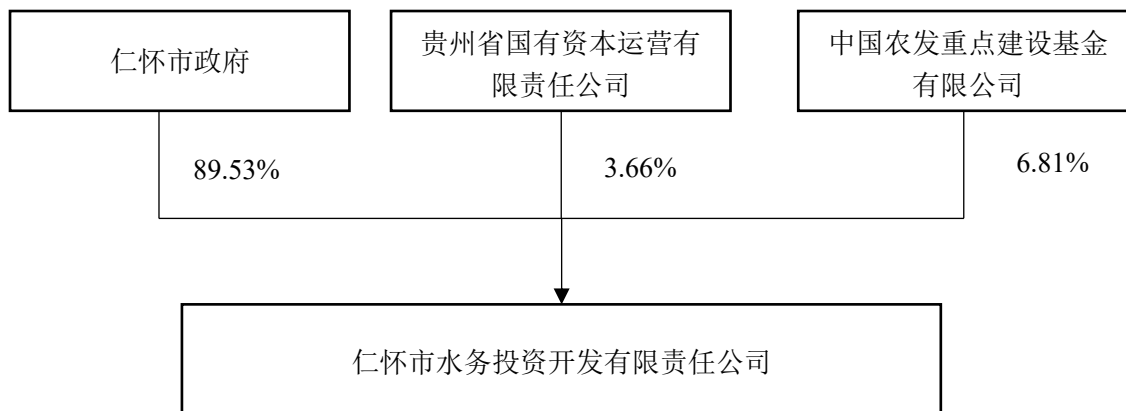 仁怀市政府
贵州省国有资本运营有
限责任公司
中国农发重点建设基金
有限公司
89.53%
3.66%
6.81%
仁怀市水务投资开发有限责任公司